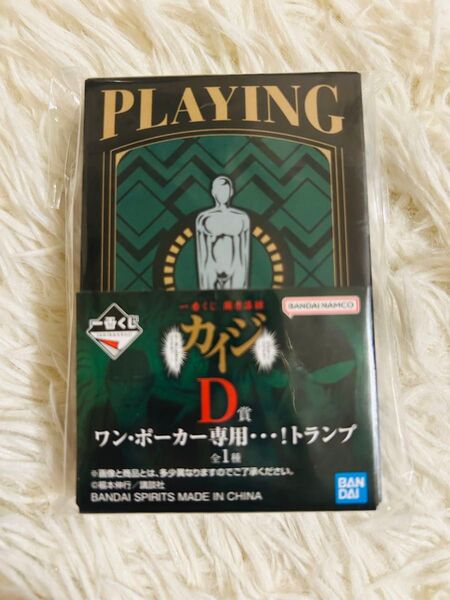 PLAYING
一番くじ
一番くじ 賭博黙示録
カイジ
BANDAI NAMCO
D賞
ワン・ポーカー専用・・・!トランプ
全1種
※画像と商品とは、多少異なりますのでご了承ください。
©福本伸行/講談社
BANDAI SPIRITS MADE IN CHINA
BAN
DAI